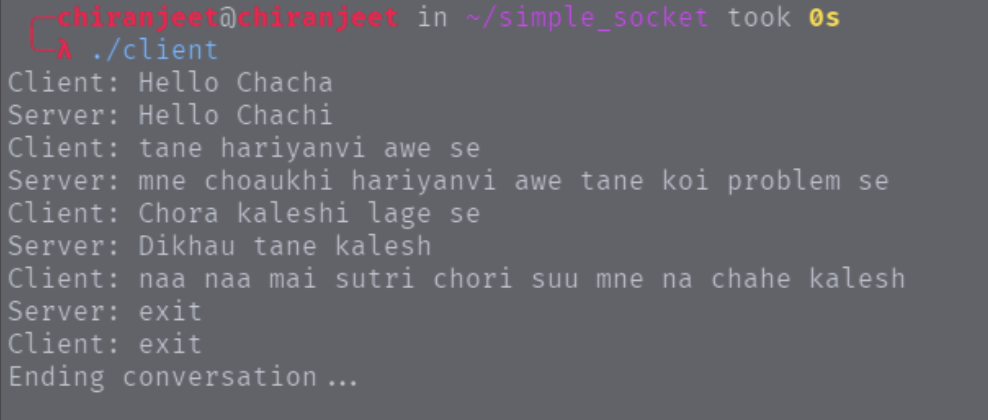 chiranjeet@chiranjeet in ~/simple_socket took 0s
λ ./client
Client: Hello Chacha
Server: Hello Chachi
Client: tane hariyanvi awe se
Server: mne choaukhi hariyanvi awe tane koi problem se
Client: Chora kaleshi lage se
Server: Dikhau tane kalesh
Client: naa naa mai sutri chori suu mne na chahe kalesh
Server: exit
Client: exit
Ending conversation...